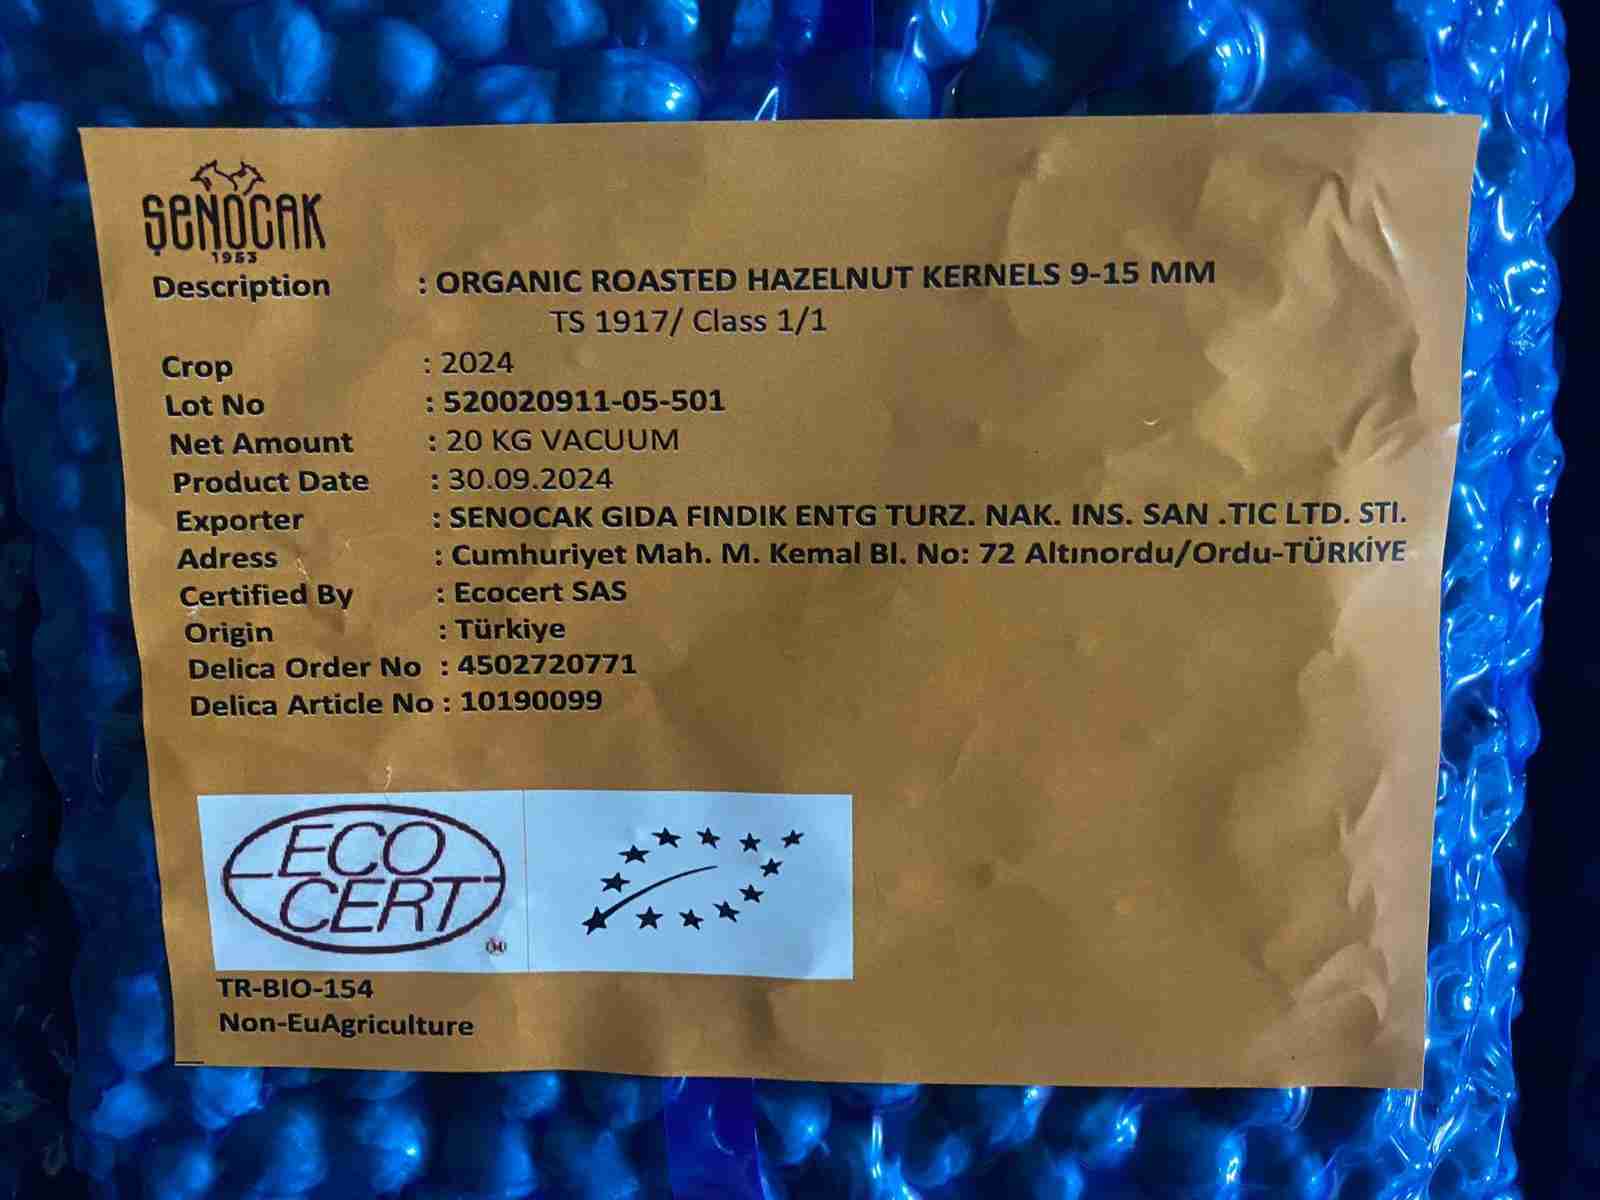 ŞENOCAK
1953
Description : ORGANIC ROASTED HAZELNUT KERNELS 9-15 MM
TS 1917/ Class 1/1
Crop : 2024
Lot No : 520020911-05-501
Net Amount : 20 KG VACUUM
Product Date : 30.09.2024
Exporter : SENOCAK GIDA FINDIK ENTG TURZ. NAK. INS. SAN .TIC LTD. STI.
Adress : Cumhuriyet Mah. M. Kemal Bl. No: 72 Altınordu/Ordu-TÜRKİYE
Certified By : Ecocert SAS
Origin : Türkiye
Delica Order No : 4502720771
Delica Article No : 10190099
ECO
CERT
TR-BIO-154
Non-EuAgriculture